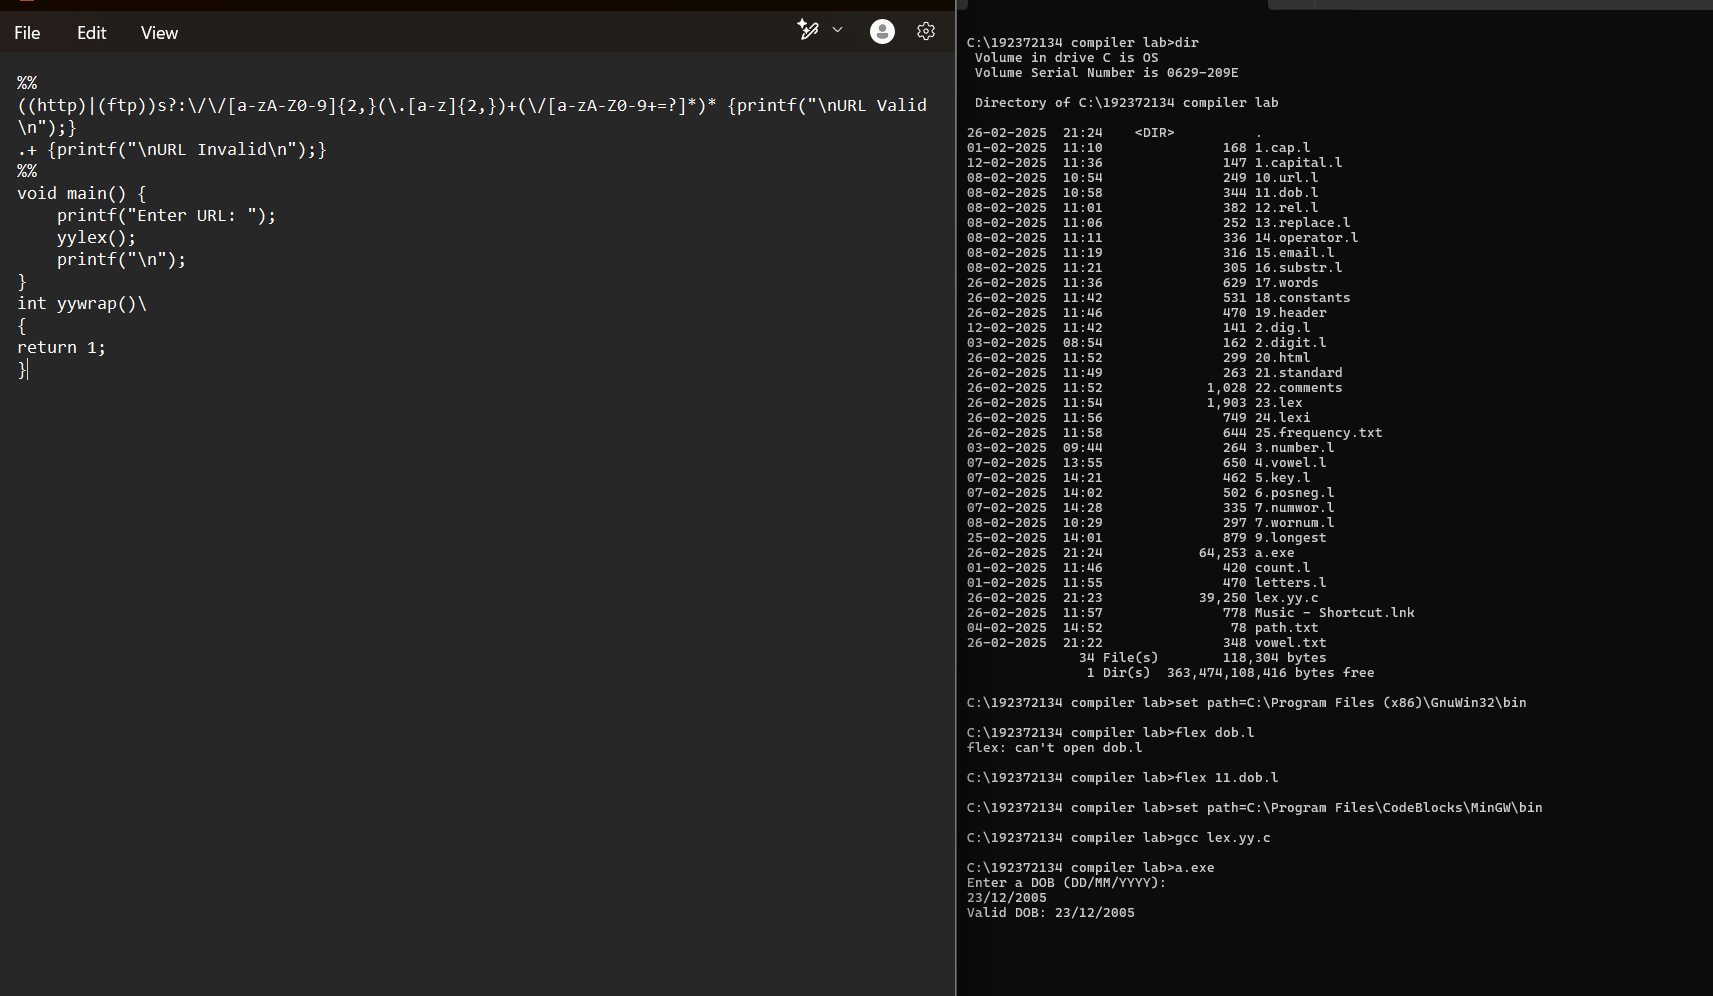 File Edit View
%%
((http)|(ftp))s?:\/\/[a-zA-Z0-9]{2,}(\.[a-z]{2,})+(\/[a-zA-Z0-9+=?]*)* {printf("\nURL Valid
\n");}
.+ {printf("\nURL Invalid\n");}
%%
void main() {
    printf("Enter URL: ");
    yylex();
    printf("\n");
}
int yywrap()\
{
return 1;
}
C:\192372134 compiler lab>dir
 Volume in drive C is OS
 Volume Serial Number is 0629-209E
 Directory of C:\192372134 compiler lab
26-02-2025  21:24    <DIR>          .
01-02-2025  11:10               168 1.cap.l
12-02-2025  11:36               147 1.capital.l
08-02-2025  10:54               249 10.url.l
08-02-2025  10:58               344 11.dob.l
08-02-2025  11:01               382 12.rel.l
08-02-2025  11:06               252 13.replace.l
08-02-2025  11:11               336 14.operator.l
08-02-2025  11:19               316 15.email.l
08-02-2025  11:21               305 16.substr.l
26-02-2025  11:36               629 17.words
26-02-2025  11:42               531 18.constants
26-02-2025  11:46               470 19.header
12-02-2025  11:42               141 2.dig.l
03-02-2025  08:54               162 2.digit.l
26-02-2025  11:52               299 20.html
26-02-2025  11:49               263 21.standard
26-02-2025  11:52             1,028 22.comments
26-02-2025  11:54             1,903 23.lex
26-02-2025  11:56               749 24.lexi
26-02-2025  11:58               644 25.frequency.txt
03-02-2025  09:44               264 3.number.l
07-02-2025  13:55               650 4.vowel.l
07-02-2025  14:21               462 5.key.l
07-02-2025  14:02               502 6.posneg.l
07-02-2025  14:28               335 7.numwor.l
08-02-2025  10:29               297 7.wornum.l
25-02-2025  14:01               879 9.longest
26-02-2025  21:24            64,253 a.exe
01-02-2025  11:46               420 count.l
01-02-2025  11:55               470 letters.l
26-02-2025  21:23            39,250 lex.yy.c
26-02-2025  11:57               778 Music - Shortcut.lnk
04-02-2025  14:52                78 path.txt
26-02-2025  21:22               348 vowel.txt
              34 File(s)        118,304 bytes
               1 Dir(s)  363,474,108,416 bytes free
C:\192372134 compiler lab>set path=C:\Program Files (x86)\GnuWin32\bin
C:\192372134 compiler lab>flex dob.l
flex: can't open dob.l
C:\192372134 compiler lab>flex 11.dob.l
C:\192372134 compiler lab>set path=C:\Program Files\CodeBlocks\MinGW\bin
C:\192372134 compiler lab>gcc lex.yy.c
C:\192372134 compiler lab>a.exe
Enter a DOB (DD/MM/YYYY):
23/12/2005
Valid DOB: 23/12/2005